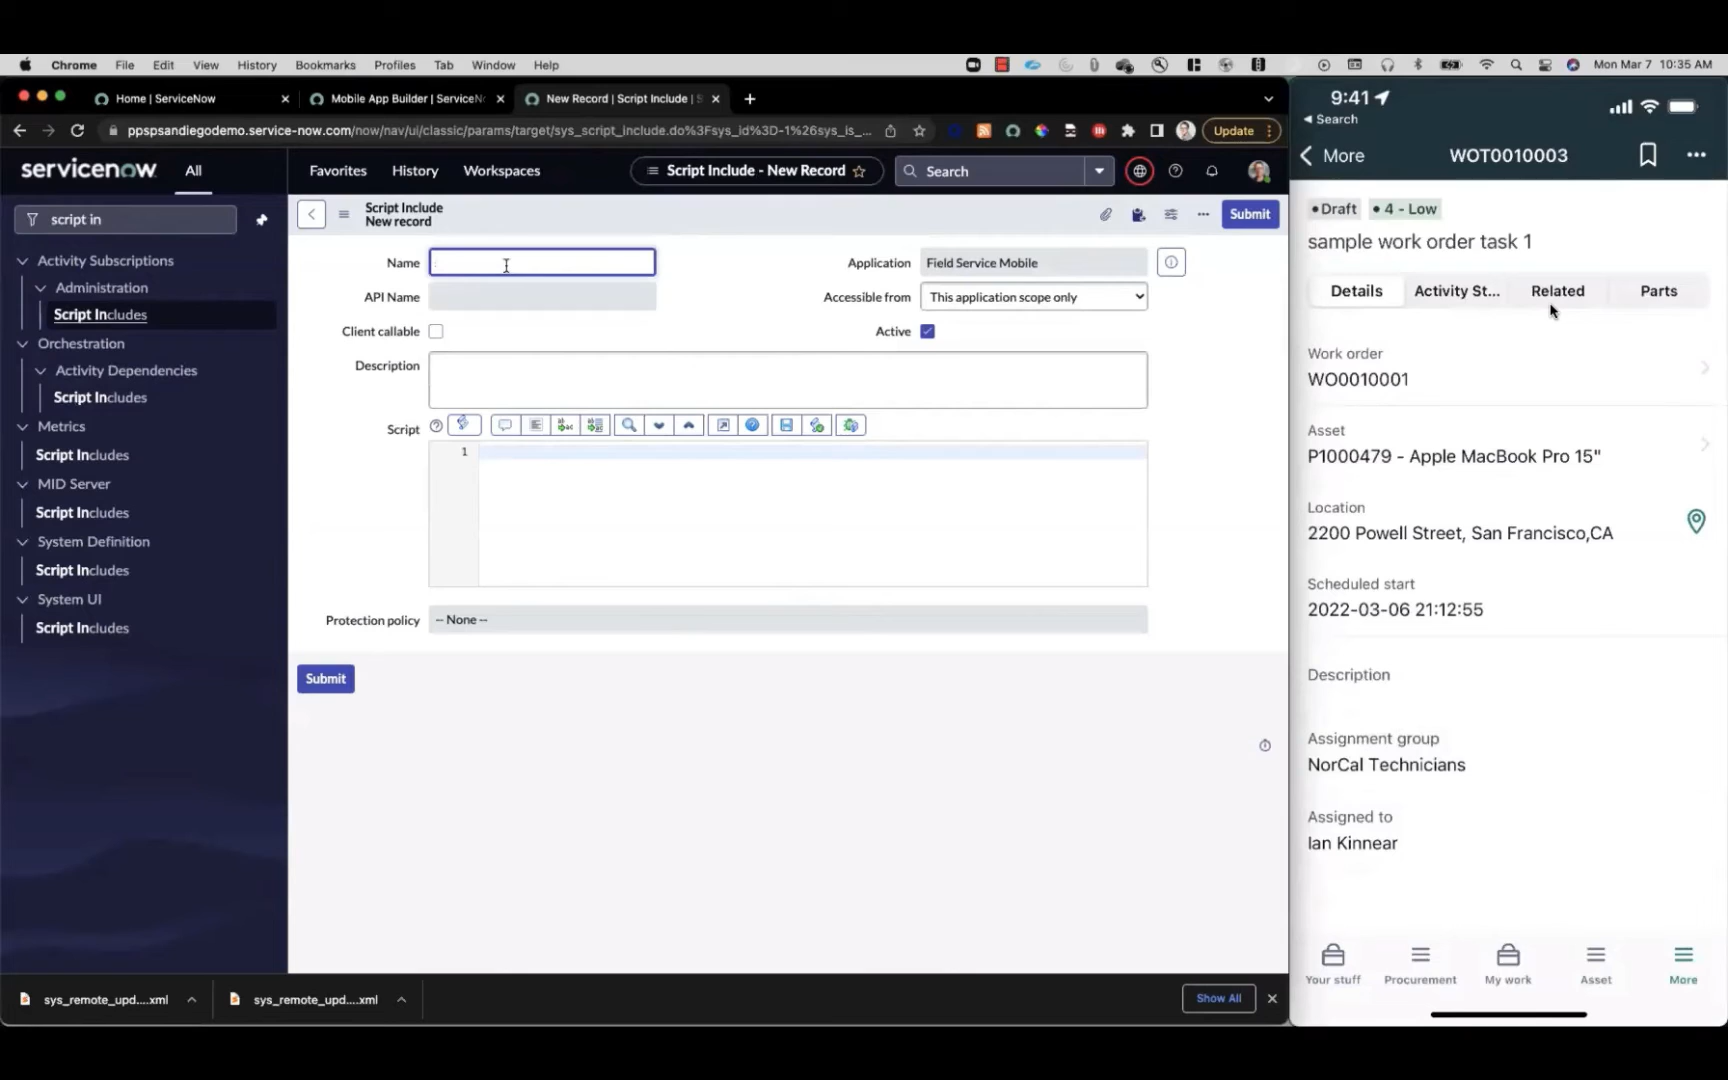 Chrome File Edit View History Bookmarks Profiles Tab Window Help Mon Mar 7 10:35 AM
Home | ServiceNow
Mobile App Builder | ServiceN
New Record | Script Include | S
ppspsandiegodemo.service-now.com/now/nav/ui/classic/params/target/sys_script_include.do%3Fsys_id%3D-1%26sys_is_...
Update
servicenow
All
Favorites
History
Workspaces
Script Include - New Record
Search
script in
Activity Subscriptions
Administration
Script Includes
Orchestration
Activity Dependencies
Script Includes
Metrics
Script Includes
MID Server
Script Includes
System Definition
Script Includes
System UI
Script Includes
Script Include
New record
Submit
Name
Application Field Service Mobile
API Name
Accessible from This application scope only
Client callable
Active
Description
Script
1
Protection policy -- None --
Submit
sys_remote_upd....xml
sys_remote_upd....xml
Show All
9:41
Search
More
WOT0010003
Draft
4 - Low
sample work order task 1
Details
Activity St...
Related
Parts
Work order
WO0010001
Asset
P1000479 - Apple MacBook Pro 15"
Location
2200 Powell Street, San Francisco,CA
Scheduled start
2022-03-06 21:12:55
Description
Assignment group
NorCal Technicians
Assigned to
Ian Kinnear
Your stuff
Procurement
My work
Asset
More